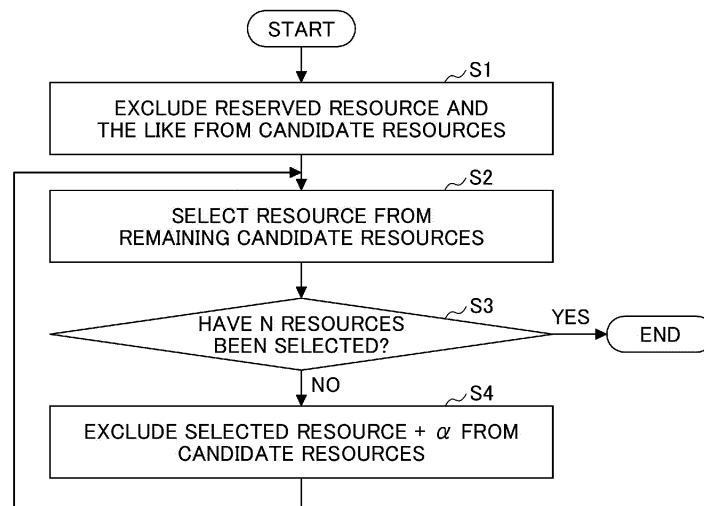 START
S1
EXCLUDE RESERVED RESOURCE AND
THE LIKE FROM CANDIDATE RESOURCES
S2
SELECT RESOURCE FROM
REMAINING CANDIDATE RESOURCES
S3
HAVE N RESOURCES
BEEN SELECTED?
YES
END
NO
S4
EXCLUDE SELECTED RESOURCE + α FROM
CANDIDATE RESOURCES